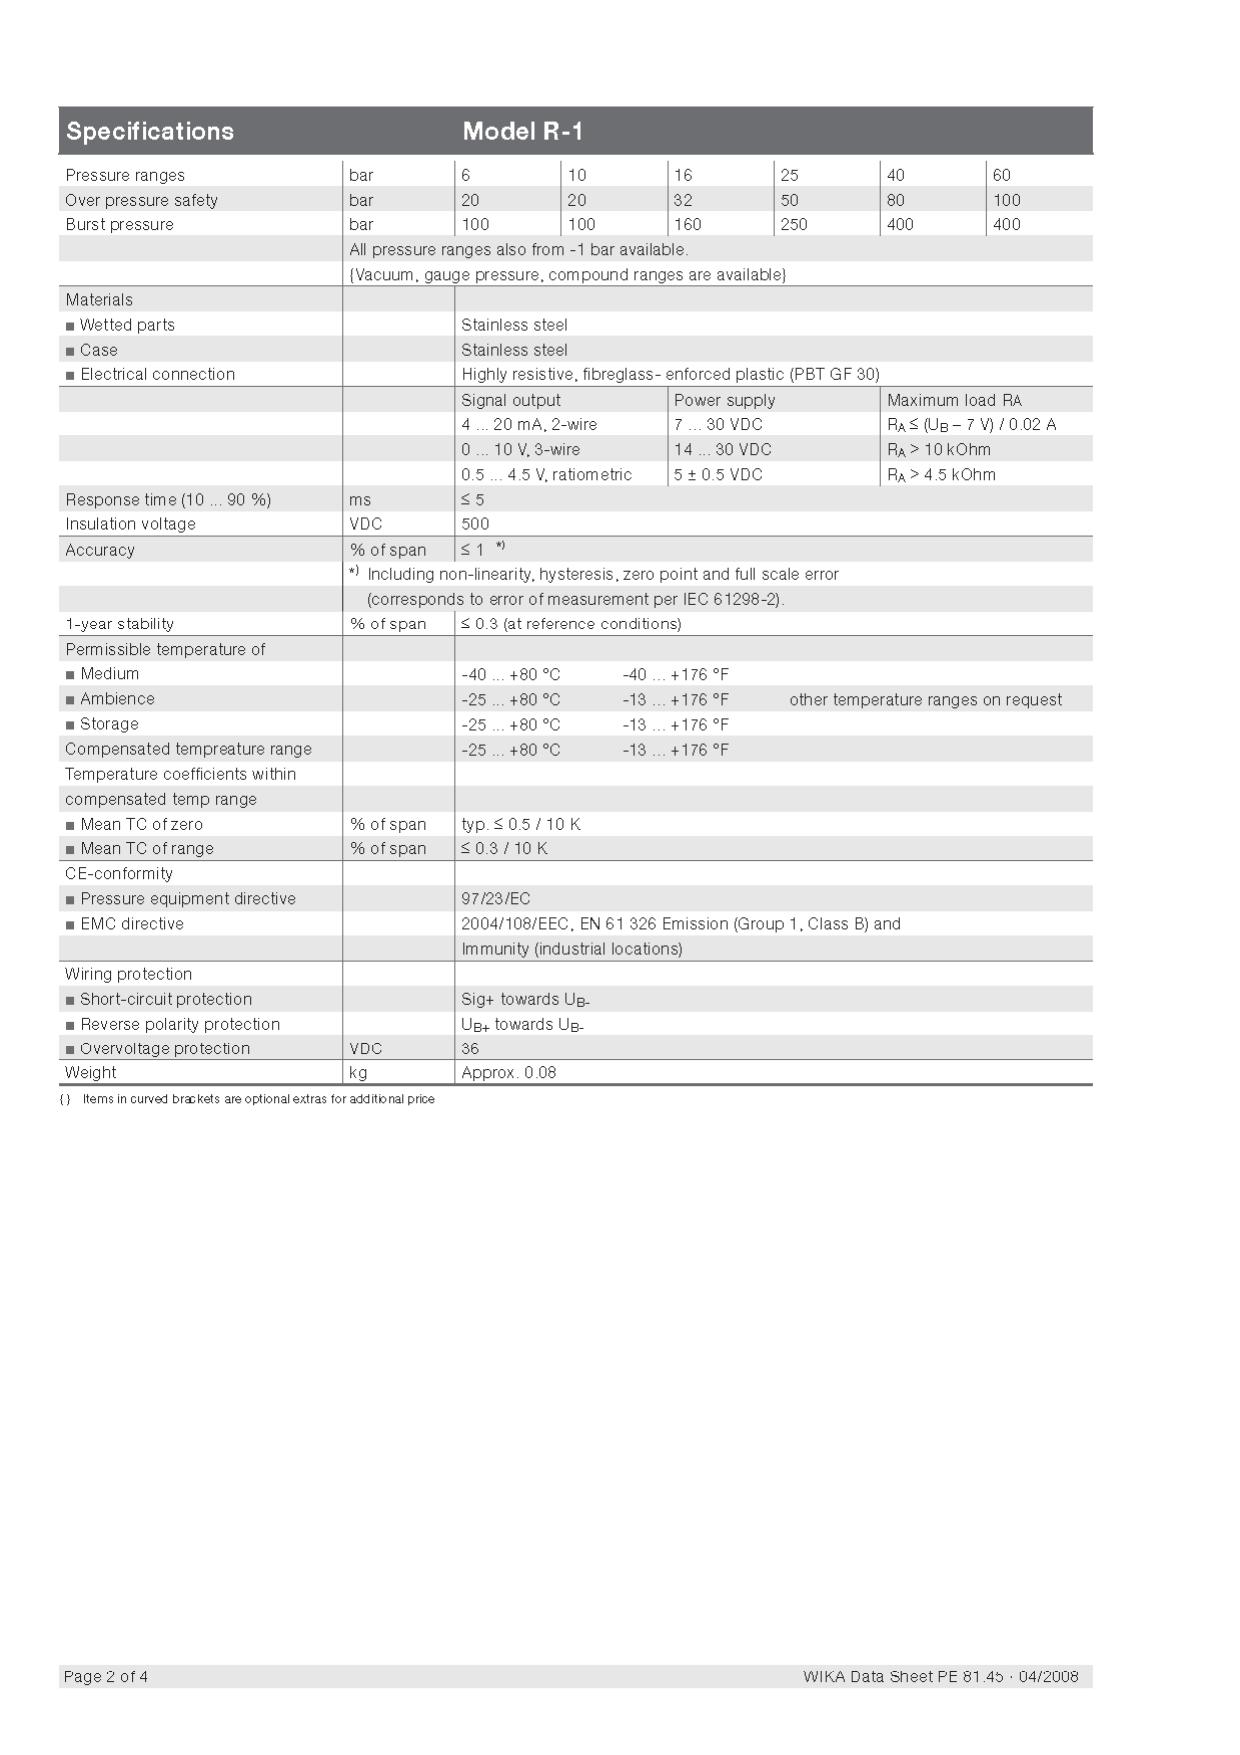 Specifications Model R-1
Pressure ranges bar 6 10 16 25 40 60
Over pressure safety bar 20 20 32 50 80 100
Burst pressure bar 100 100 160 250 400 400
All pressure ranges also from -1 bar available.
{Vacuum, gauge pressure, compound ranges are available}
Materials
■ Wetted parts Stainless steel
■ Case Stainless steel
■ Electrical connection Highly resistive, fibreglass- enforced plastic (PBT GF 30)
Signal output Power supply Maximum load RA
4 ... 20 mA, 2-wire 7 ... 30 VDC RA ≤ (UB – 7 V) / 0.02 A
0 ... 10 V, 3-wire 14 ... 30 VDC RA > 10 kOhm
0.5 ... 4.5 V, ratiometric 5 ± 0.5 VDC RA > 4.5 kOhm
Response time (10 ... 90 %) ms ≤ 5
Insulation voltage VDC 500
Accuracy % of span ≤ 1 *)
*) Including non-linearity, hysteresis, zero point and full scale error
(corresponds to error of measurement per IEC 61298-2).
1-year stability % of span ≤ 0.3 (at reference conditions)
Permissible temperature of
■ Medium -40 ... +80 °C -40 ... +176 °F
■ Ambience -25 ... +80 °C -13 ... +176 °F other temperature ranges on request
■ Storage -25 ... +80 °C -13 ... +176 °F
Compensated tempreature range -25 ... +80 °C -13 ... +176 °F
Temperature coefficients within
compensated temp range
■ Mean TC of zero % of span typ. ≤ 0.5 / 10 K
■ Mean TC of range % of span ≤ 0.3 / 10 K
CE-conformity
■ Pressure equipment directive 97/23/EC
■ EMC directive 2004/108/EEC, EN 61 326 Emission (Group 1, Class B) and
Immunity (industrial locations)
Wiring protection
■ Short-circuit protection Sig+ towards UB-
■ Reverse polarity protection UB+ towards UB-
■ Overvoltage protection VDC 36
Weight kg Approx. 0.08
{ } Items in curved brackets are optional extras for additional price
Page 2 of 4 WIKA Data Sheet PE 81.45 · 04/2008